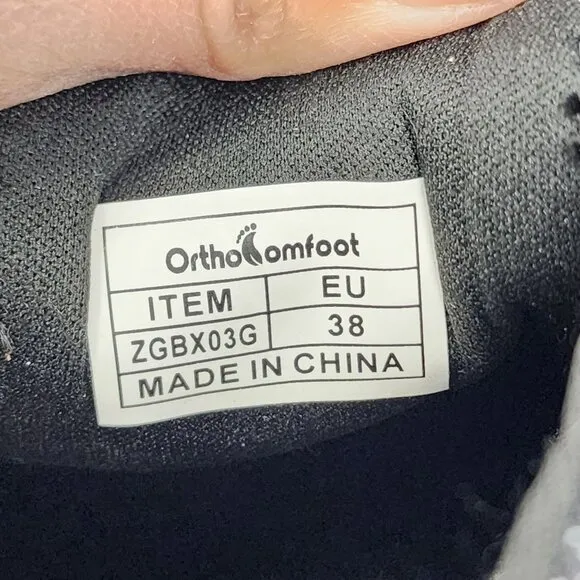 OrthoComfoot
ITEM EU
ZGBX03G 38
MADE IN CHINA